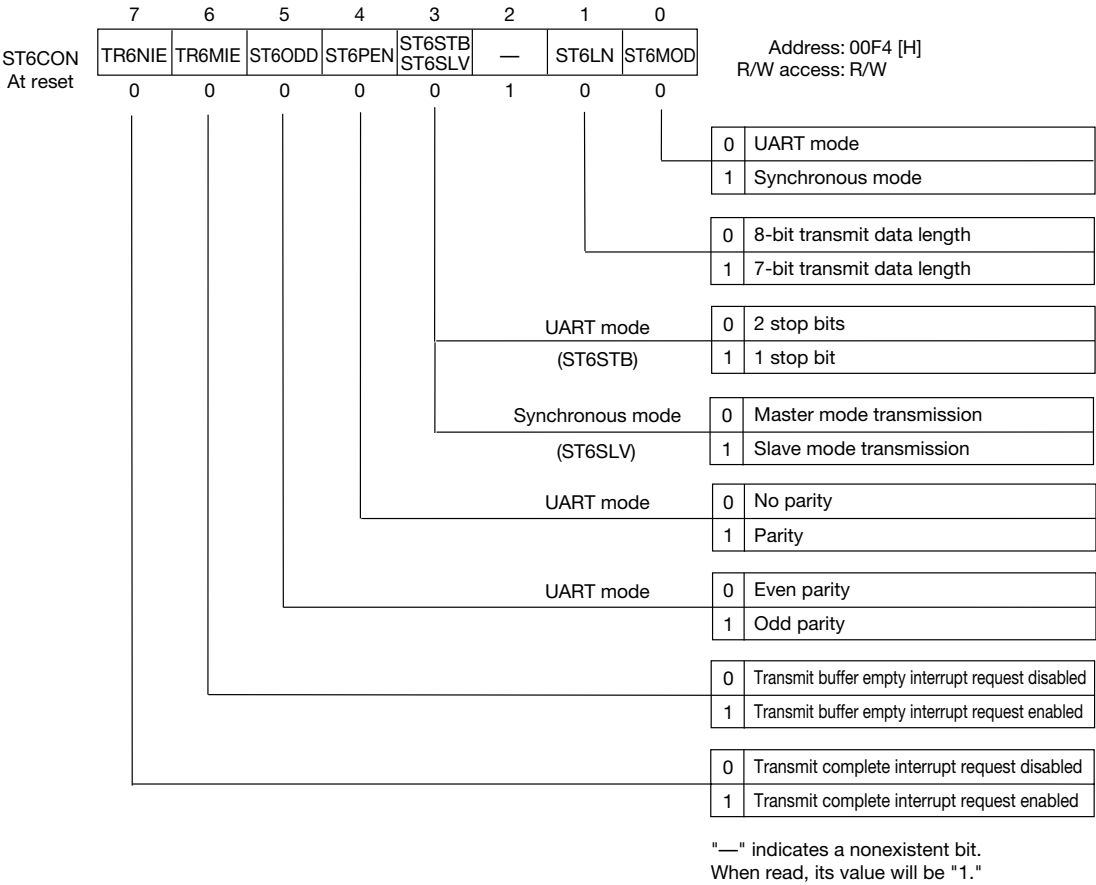 7 6 5 4 3 2 1 0
ST6CON TR6NIE TR6MIE ST6ODD ST6PEN ST6STB ST6SLV — ST6LN ST6MOD
At reset 0 0 0 0 0 1 0 0
Address: 00F4 [H]
R/W access: R/W
0 UART mode
1 Synchronous mode
0 8-bit transmit data length
1 7-bit transmit data length
UART mode 0 2 stop bits
(ST6STB) 1 1 stop bit
Synchronous mode 0 Master mode transmission
(ST6SLV) 1 Slave mode transmission
UART mode 0 No parity
1 Parity
UART mode 0 Even parity
1 Odd parity
0 Transmit buffer empty interrupt request disabled
1 Transmit buffer empty interrupt request enabled
0 Transmit complete interrupt request disabled
1 Transmit complete interrupt request enabled
"—" indicates a nonexistent bit.
When read, its value will be "1."